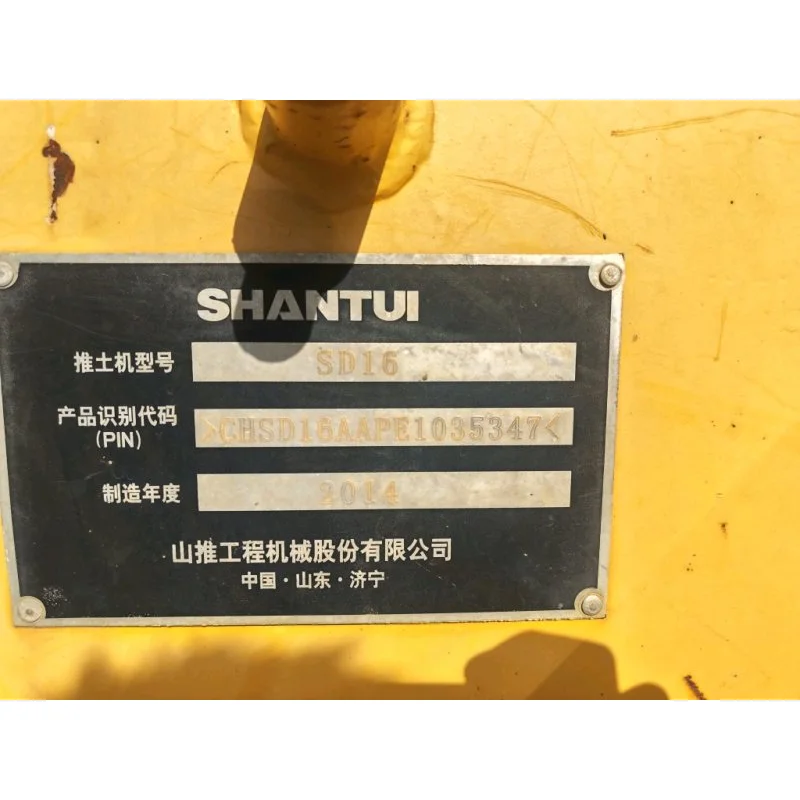 SHANTUI
推土机型号 SD16
产品识别代码 >CHSD16AAPE1035347<
(PIN)
制造年度 2014
山推工程机械股份有限公司
中国·山东·济宁